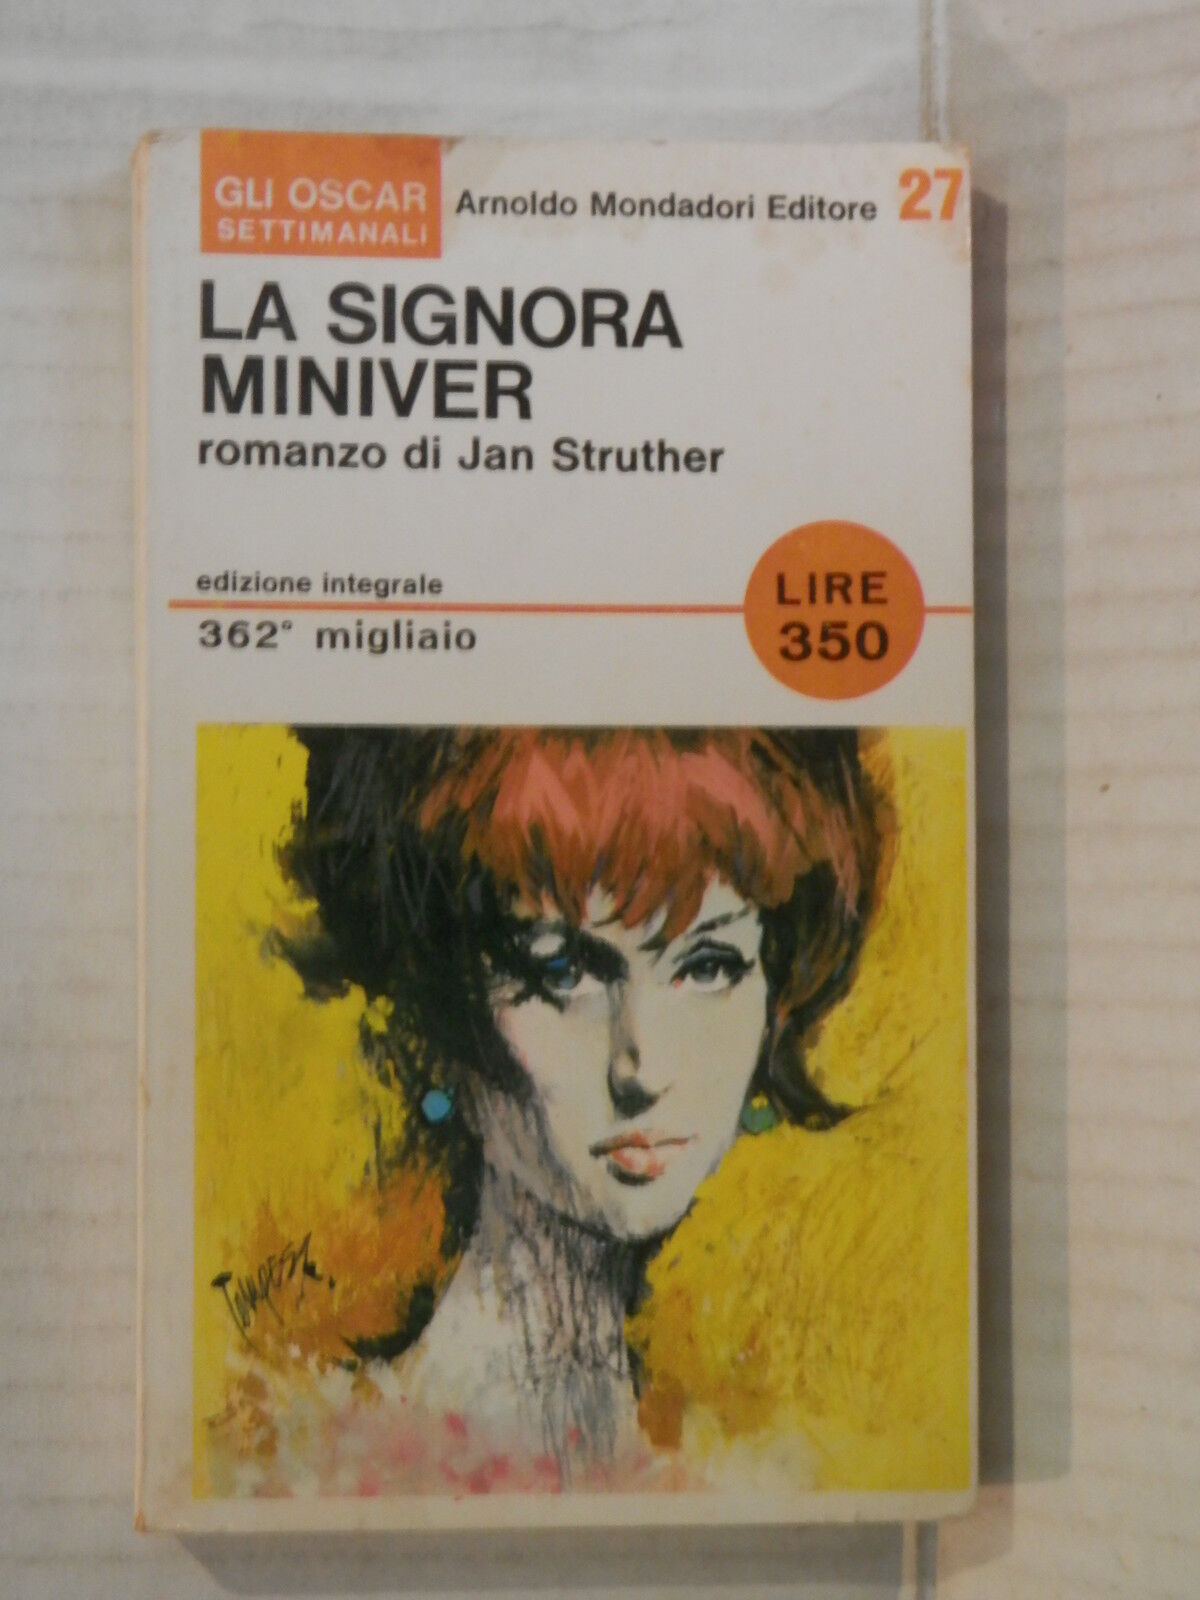 GLI OSCAR
SETTIMANALI
Arnoldo Mondadori Editore 27
LA SIGNORA
MINIVER
romanzo di Jan Struther
edizione integrale
362° migliaio
LIRE
350